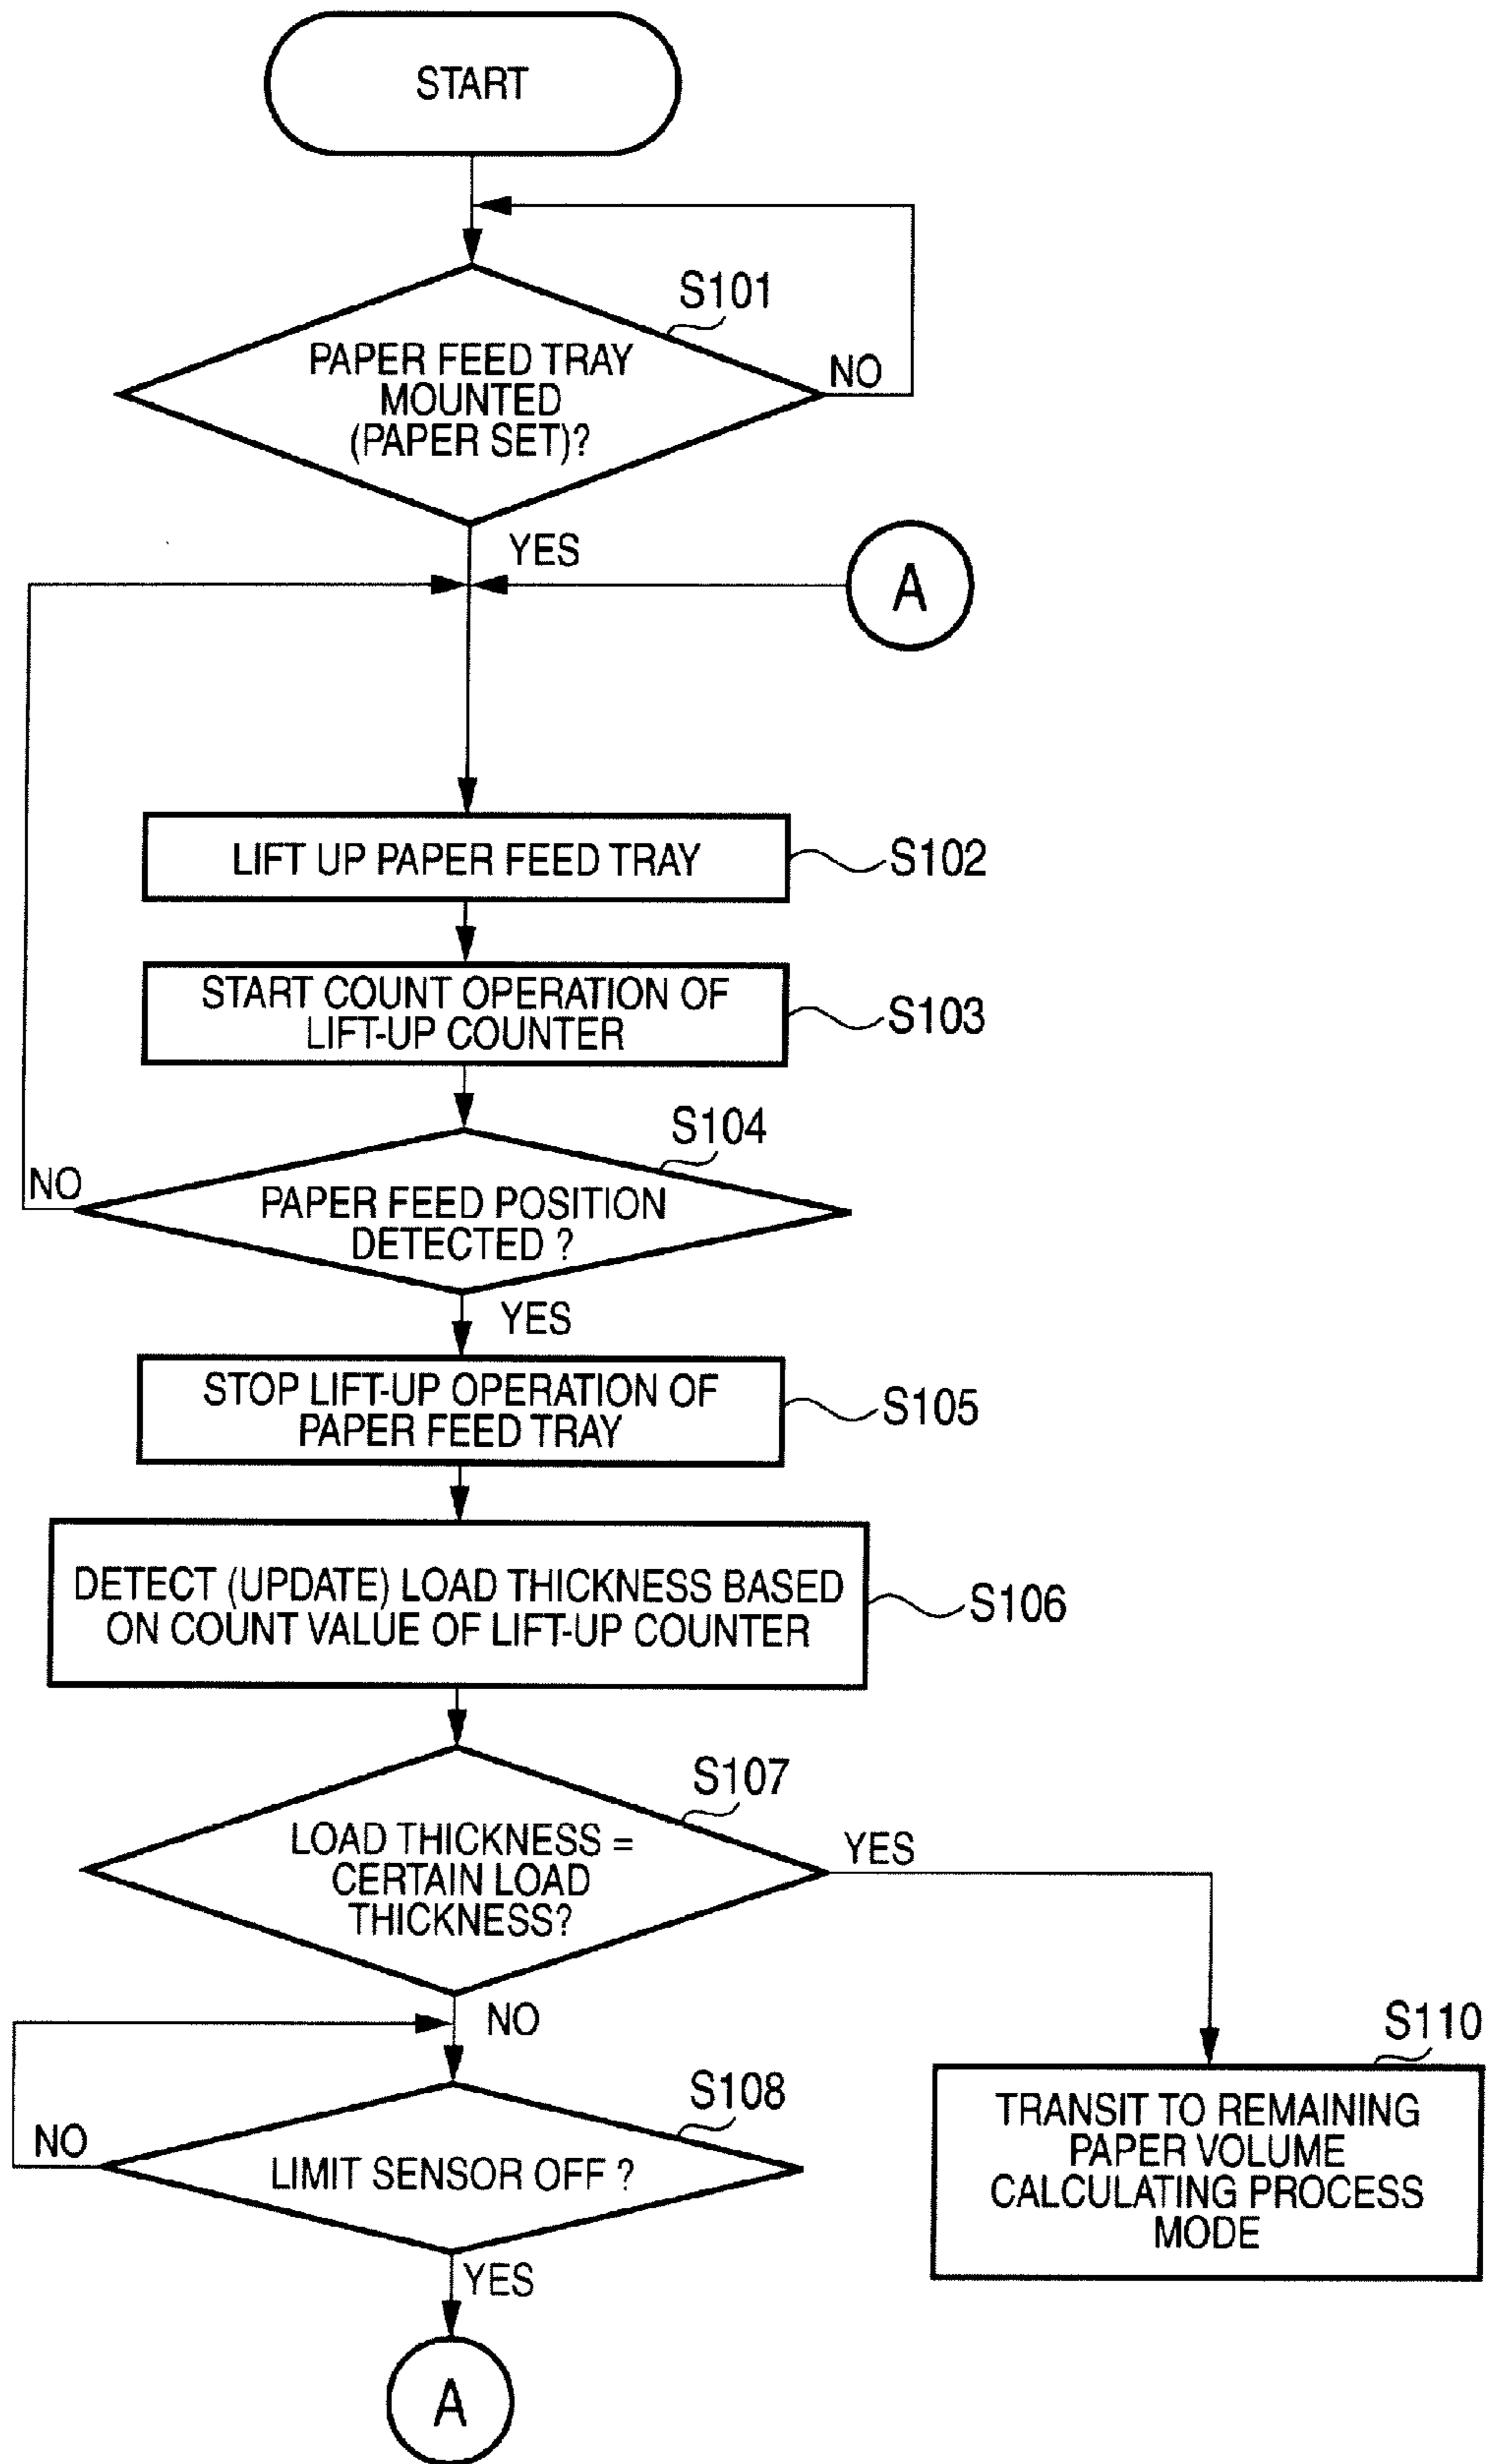 START
S101
PAPER FEED TRAY
MOUNTED
(PAPER SET)?
NO
YES
A
LIFT UP PAPER FEED TRAY
S102
START COUNT OPERATION OF
LIFT-UP COUNTER
S103
S104
NO
PAPER FEED POSITION
DETECTED ?
YES
STOP LIFT-UP OPERATION OF
PAPER FEED TRAY
S105
DETECT (UPDATE) LOAD THICKNESS BASED
ON COUNT VALUE OF LIFT-UP COUNTER
S106
S107
LOAD THICKNESS =
CERTAIN LOAD
THICKNESS?
YES
NO
S110
TRANSIT TO REMAINING
PAPER VOLUME
CALCULATING PROCESS
MODE
S108
NO
LIMIT SENSOR OFF ?
YES
A